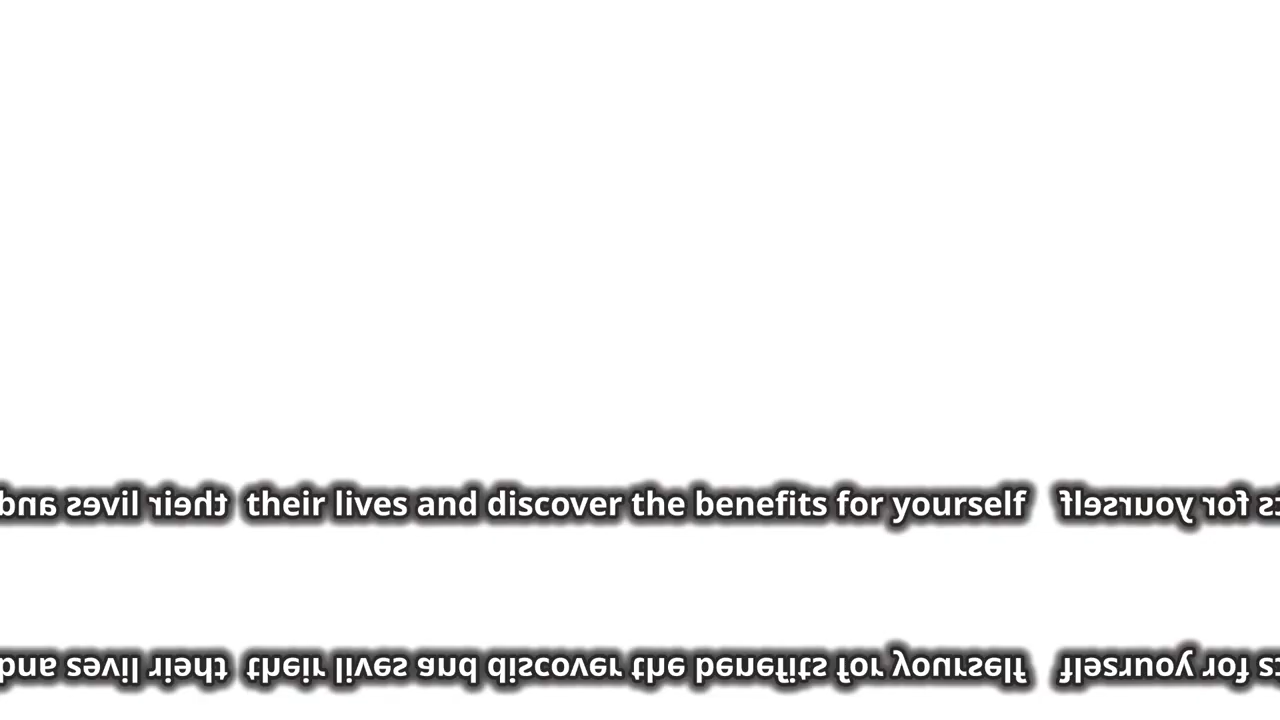 their lives and discover the benefits for yourself
their lives and discover the benefits for yourself